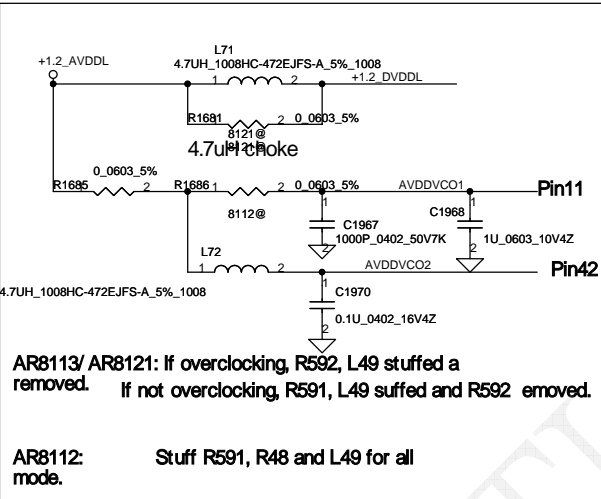 L71
+1.2_AVDDL
4.7UH_1008HC-472EJFS-A_5%_1008
1 2 +1.2_DVDDL
R1681 1 2 0_0603_5%
8121@
4.7uH choke
0_0603_5%
R1685 1 2 R1686 1 2 0_0603_5% AVDDVCO1 Pin11
8112@
1 C1967 C1968 1
1000P_0402_50V7K 1U_0603_10V4Z
2 2
L72
1 2 AVDDVCO2 Pin42
4.7UH_1008HC-472EJFS-A_5%_1008
1 C1970
0.1U_0402_16V4Z
2
AR8113/ AR8121: If overclocking, R592, L49 stuffed a
removed. If not overclocking, R591, L49 suffed and R592 emoved.
AR8112: Stuff R591, R48 and L49 for all
mode.